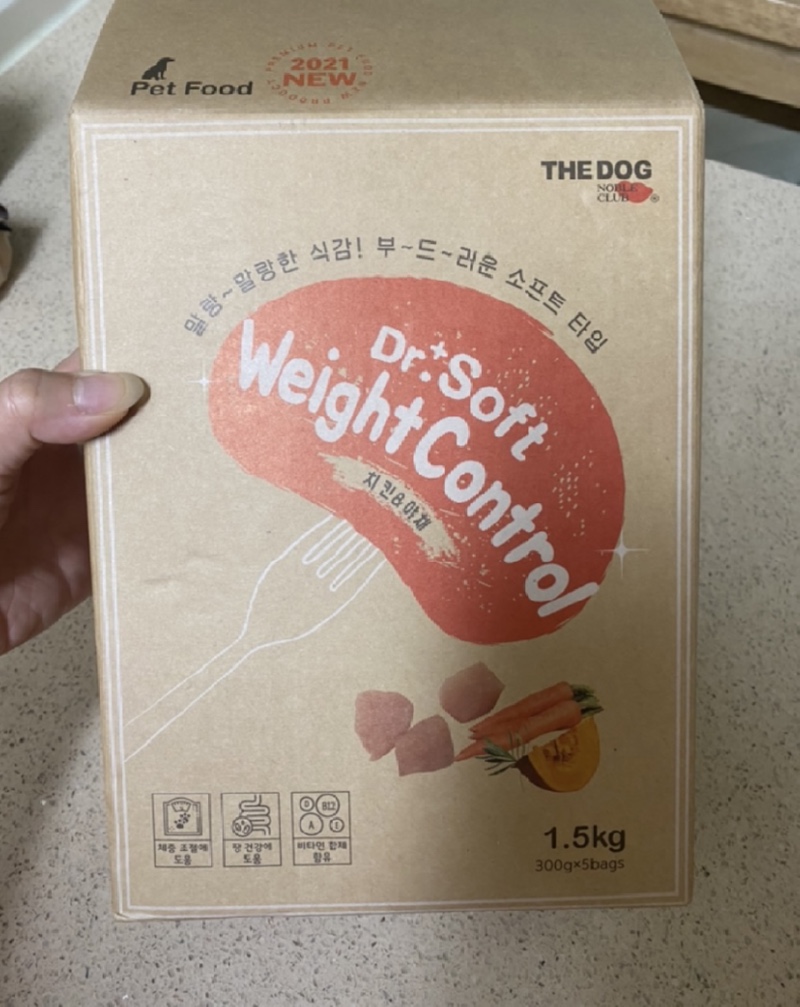 Pet Food
PREMIUM PET FOOD NEW PRODUCT
2021
NEW
THE DOG
NOBLE
CLUB
®
말랑~말랑한 식감! 부~드~러운 소프트 타입
Dr.+Soft
Weight Control
치킨&야채
체중 조절에
도움
장 건강에
도움
D
B12
A
E
비타민 함께
함유
1.5kg
300g×5bags